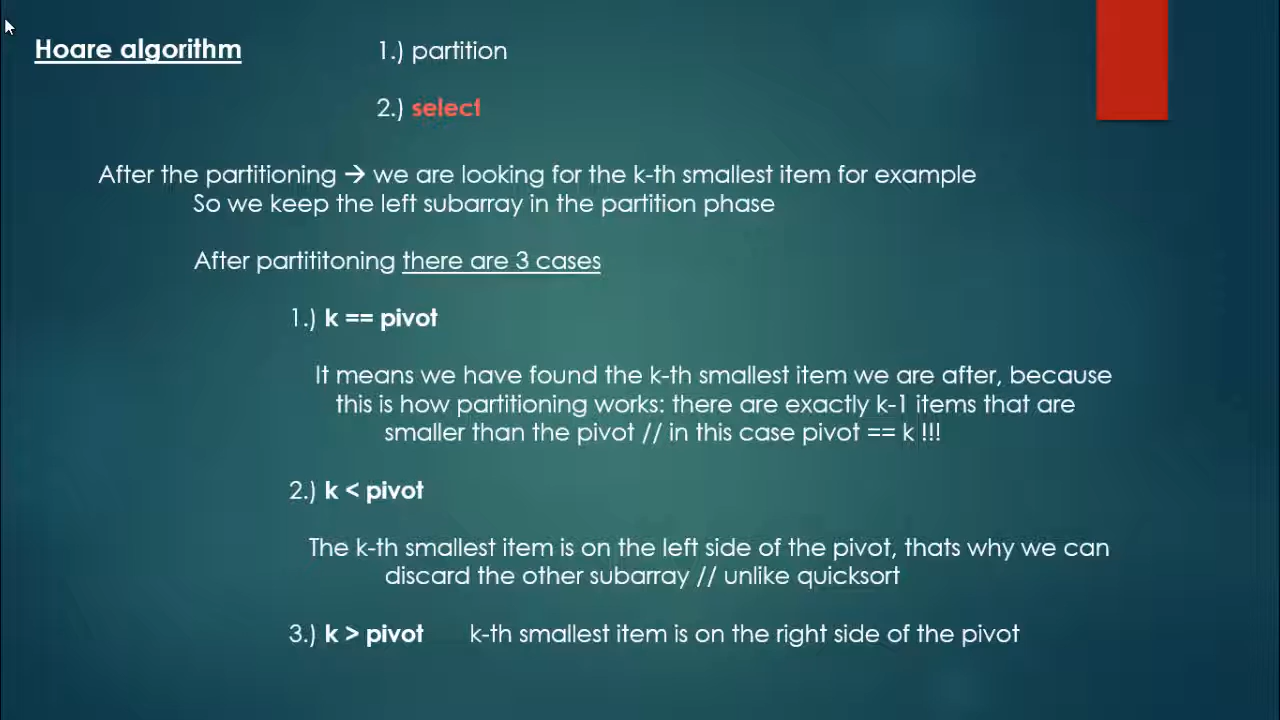 Hoare algorithm
1.) partition
2.) select
After the partitioning → we are looking for the k-th smallest item for example
So we keep the left subarray in the partition phase
After partititoning there are 3 cases
1.) k == pivot
It means we have found the k-th smallest item we are after, because
this is how partitioning works: there are exactly k-1 items that are
smaller than the pivot // in this case pivot == k !!!
2.) k < pivot
The k-th smallest item is on the left side of the pivot, thats why we can
discard the other subarray // unlike quicksort
3.) k > pivot k-th smallest item is on the right side of the pivot